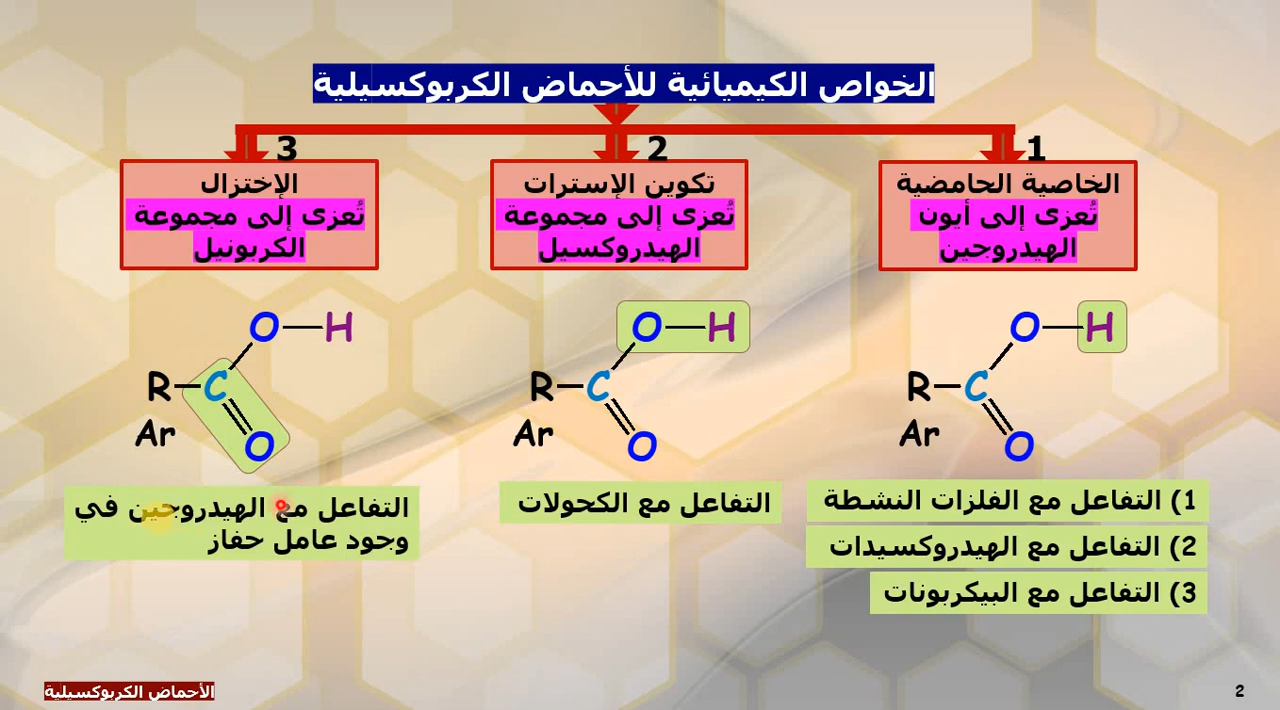 الخواص الكيميائية للأحماض الكربوكسيلية
1
الخاصية الحامضية
تُعزى إلى أيون
الهيدروجين
O H
R C
Ar O
1) التفاعل مع الفلزات النشطة
2) التفاعل مع الهيدروكسيدات
3) التفاعل مع البيكربونات
2
تكوين الإسترات
تُعزى إلى مجموعة
الهيدروكسيل
O H
R C
Ar O
التفاعل مع الكحولات
3
الإختزال
تُعزى إلى مجموعة
الكربونيل
O H
R C
Ar O
التفاعل مع الهيدروجين في
وجود عامل حفاز
الأحماض الكربوكسيلية
2